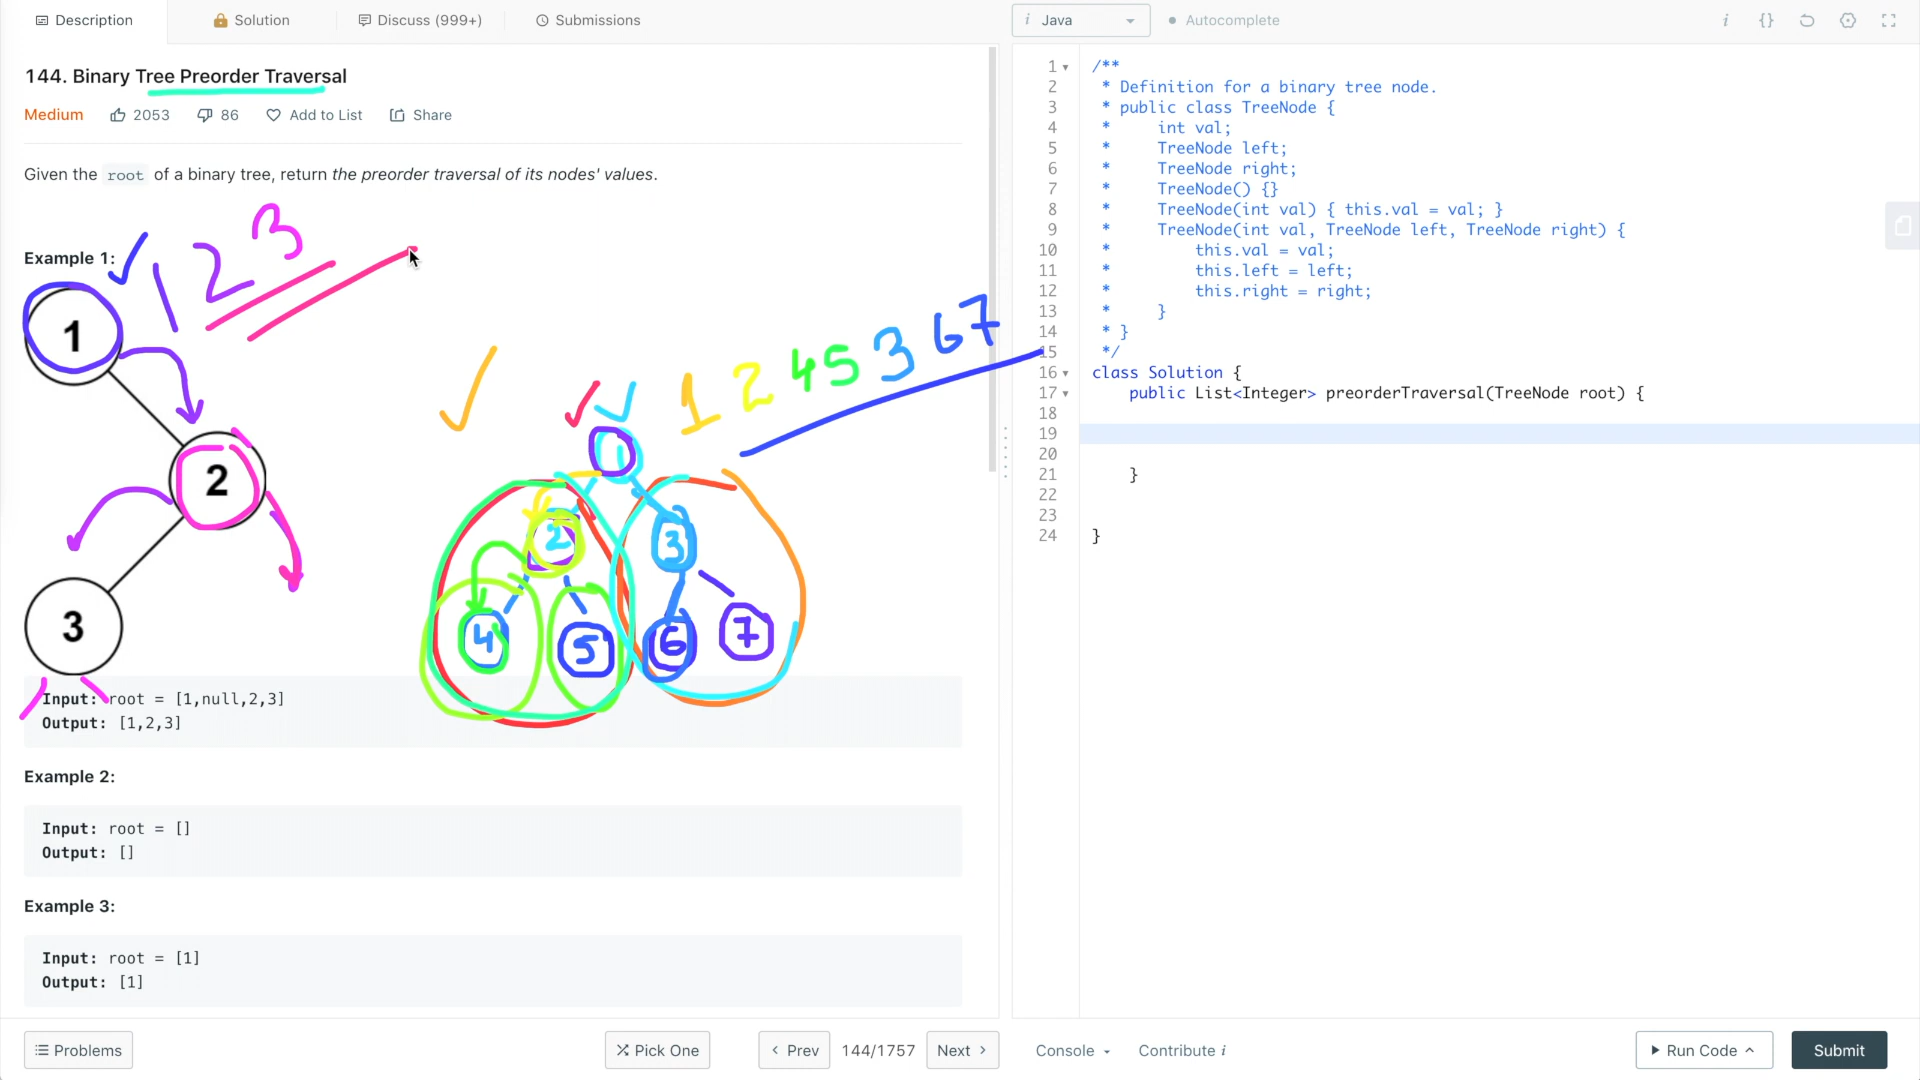 Description
Solution
Discuss (999+)
Submissions
i Java
Autocomplete
i {}
144. Binary Tree Preorder Traversal
Medium 2053 86 Add to List Share
Given the root of a binary tree, return the preorder traversal of its nodes' values.
Example 1:
1 2 3
1
2
3
1 2 4 5 3 6 7
1
2 3
4 5 6 7
Input: root = [1,null,2,3]
Output: [1,2,3]
Example 2:
Input: root = []
Output: []
Example 3:
Input: root = [1]
Output: [1]
Problems
Pick One
Prev
144/1757
Next
1 /**
2 * Definition for a binary tree node.
3 * public class TreeNode {
4 *     int val;
5 *     TreeNode left;
6 *     TreeNode right;
7 *     TreeNode() {}
8 *     TreeNode(int val) { this.val = val; }
9 *     TreeNode(int val, TreeNode left, TreeNode right) {
10 *         this.val = val;
11 *         this.left = left;
12 *         this.right = right;
13 *     }
14 * }
15 */
16 class Solution {
17     public List<Integer> preorderTraversal(TreeNode root) {
18
19
20
21     }
22
23
24 }
Console
Contribute i
Run Code
Submit